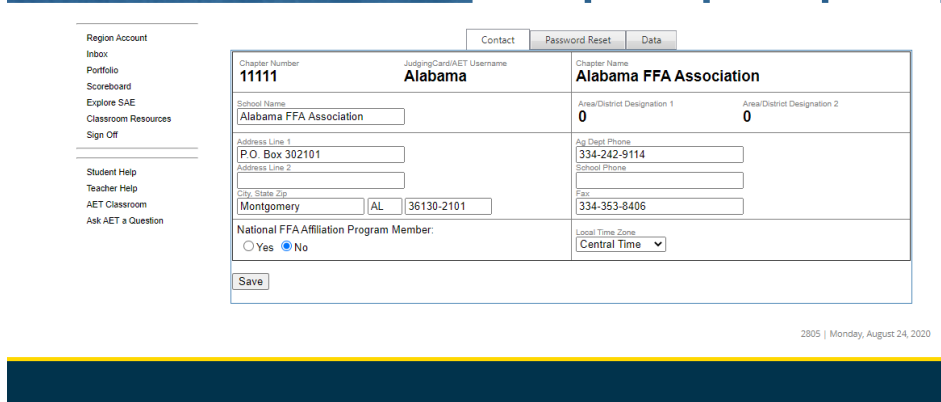 Region Account
Inbox
Portfolio
Scoreboard
Explore SAE
Classroom Resources
Sign Off
Student Help
Teacher Help
AET Classroom
Ask AET a Question
Contact
Password Reset
Data
Chapter Number
11111
JudgingCard/AET Username
Alabama
Chapter Name
Alabama FFA Association
School Name
Alabama FFA Association
Area/District Designation 1
0
Area/District Designation 2
0
Address Line 1
P.O. Box 302101
Address Line 2
City, State Zip
Montgomery AL 36130-2101
Ag Dept Phone
334-242-9114
School Phone
Fax
334-353-8406
National FFA Affiliation Program Member:
Yes No
Local Time Zone
Central Time
Save
2805 | Monday, August 24, 2020